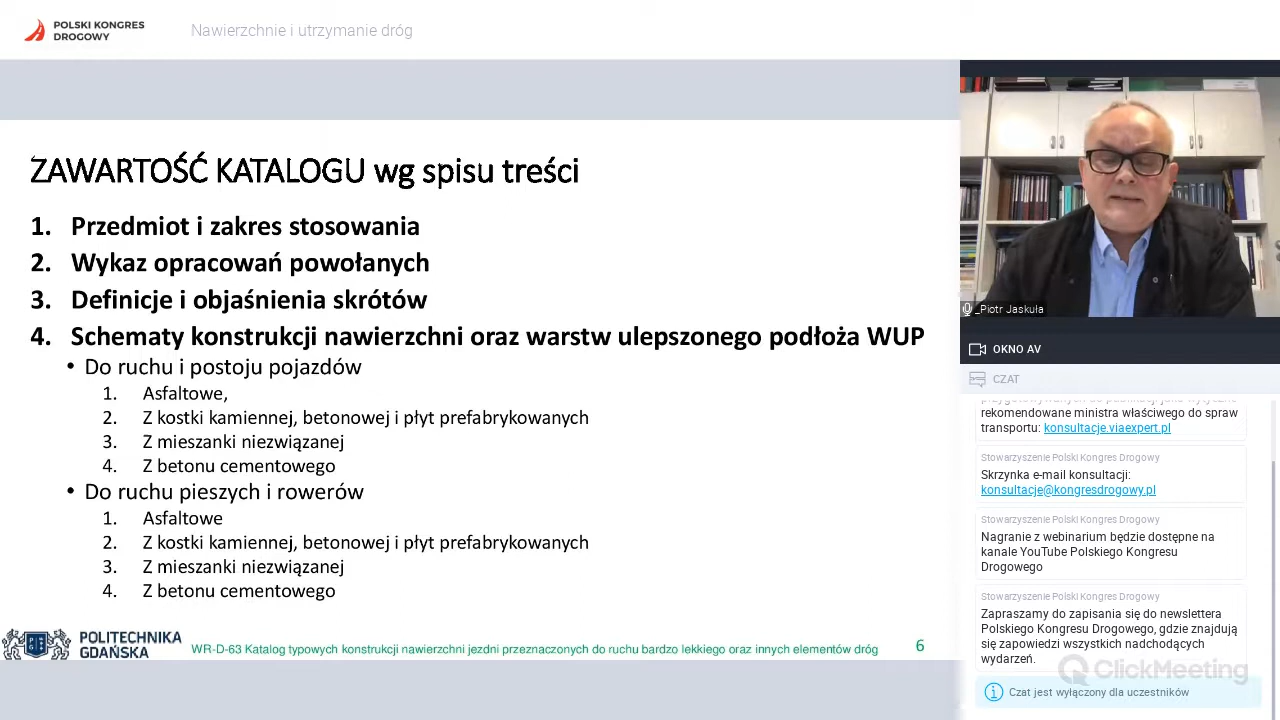 POLSKI KONGRES
DROGOWY
Nawierzchnie i utrzymanie dróg
ZAWARTOŚĆ KATALOGU wg spisu treści
1. Przedmiot i zakres stosowania
2. Wykaz opracowań powołanych
3. Definicje i objaśnienia skrótów
4. Schematy konstrukcji nawierzchni oraz warstw ulepszonego podłoża WUP
• Do ruchu i postoju pojazdów
1. Asfaltowe,
2. Z kostki kamiennej, betonowej i płyt prefabrykowanych
3. Z mieszanki niezwiązanej
4. Z betonu cementowego
• Do ruchu pieszych i rowerów
1. Asfaltowe
2. Z kostki kamiennej, betonowej i płyt prefabrykowanych
3. Z mieszanki niezwiązanej
4. Z betonu cementowego
POLITECHNIKA
GDAŃSKA
WR-D-63 Katalog typowych konstrukcji nawierzchni jezdni przeznaczonych do ruchu bardzo lekkiego oraz innych elementów dróg
6
_Piotr Jaskuła
OKNO AV
CZAT
rekomendowane ministra właściwego do spraw
transportu: konsultacje.viaexpert.pl
Stowarzyszenie Polski Kongres Drogowy
Skrzynka e-mail konsultacji:
konsultacje@kongresdrogowy.pl
Stowarzyszenie Polski Kongres Drogowy
Nagranie z webinarium będzie dostępne na
kanale YouTube Polskiego Kongresu
Drogowego
Stowarzyszenie Polski Kongres Drogowy
Zapraszamy do zapisania się do newslettera
Polskiego Kongresu Drogowego, gdzie znajdują
się zapowiedzi wszystkich nadchodzących
wydarzeń.
ClickMeeting
Czat jest wyłączony dla uczestników